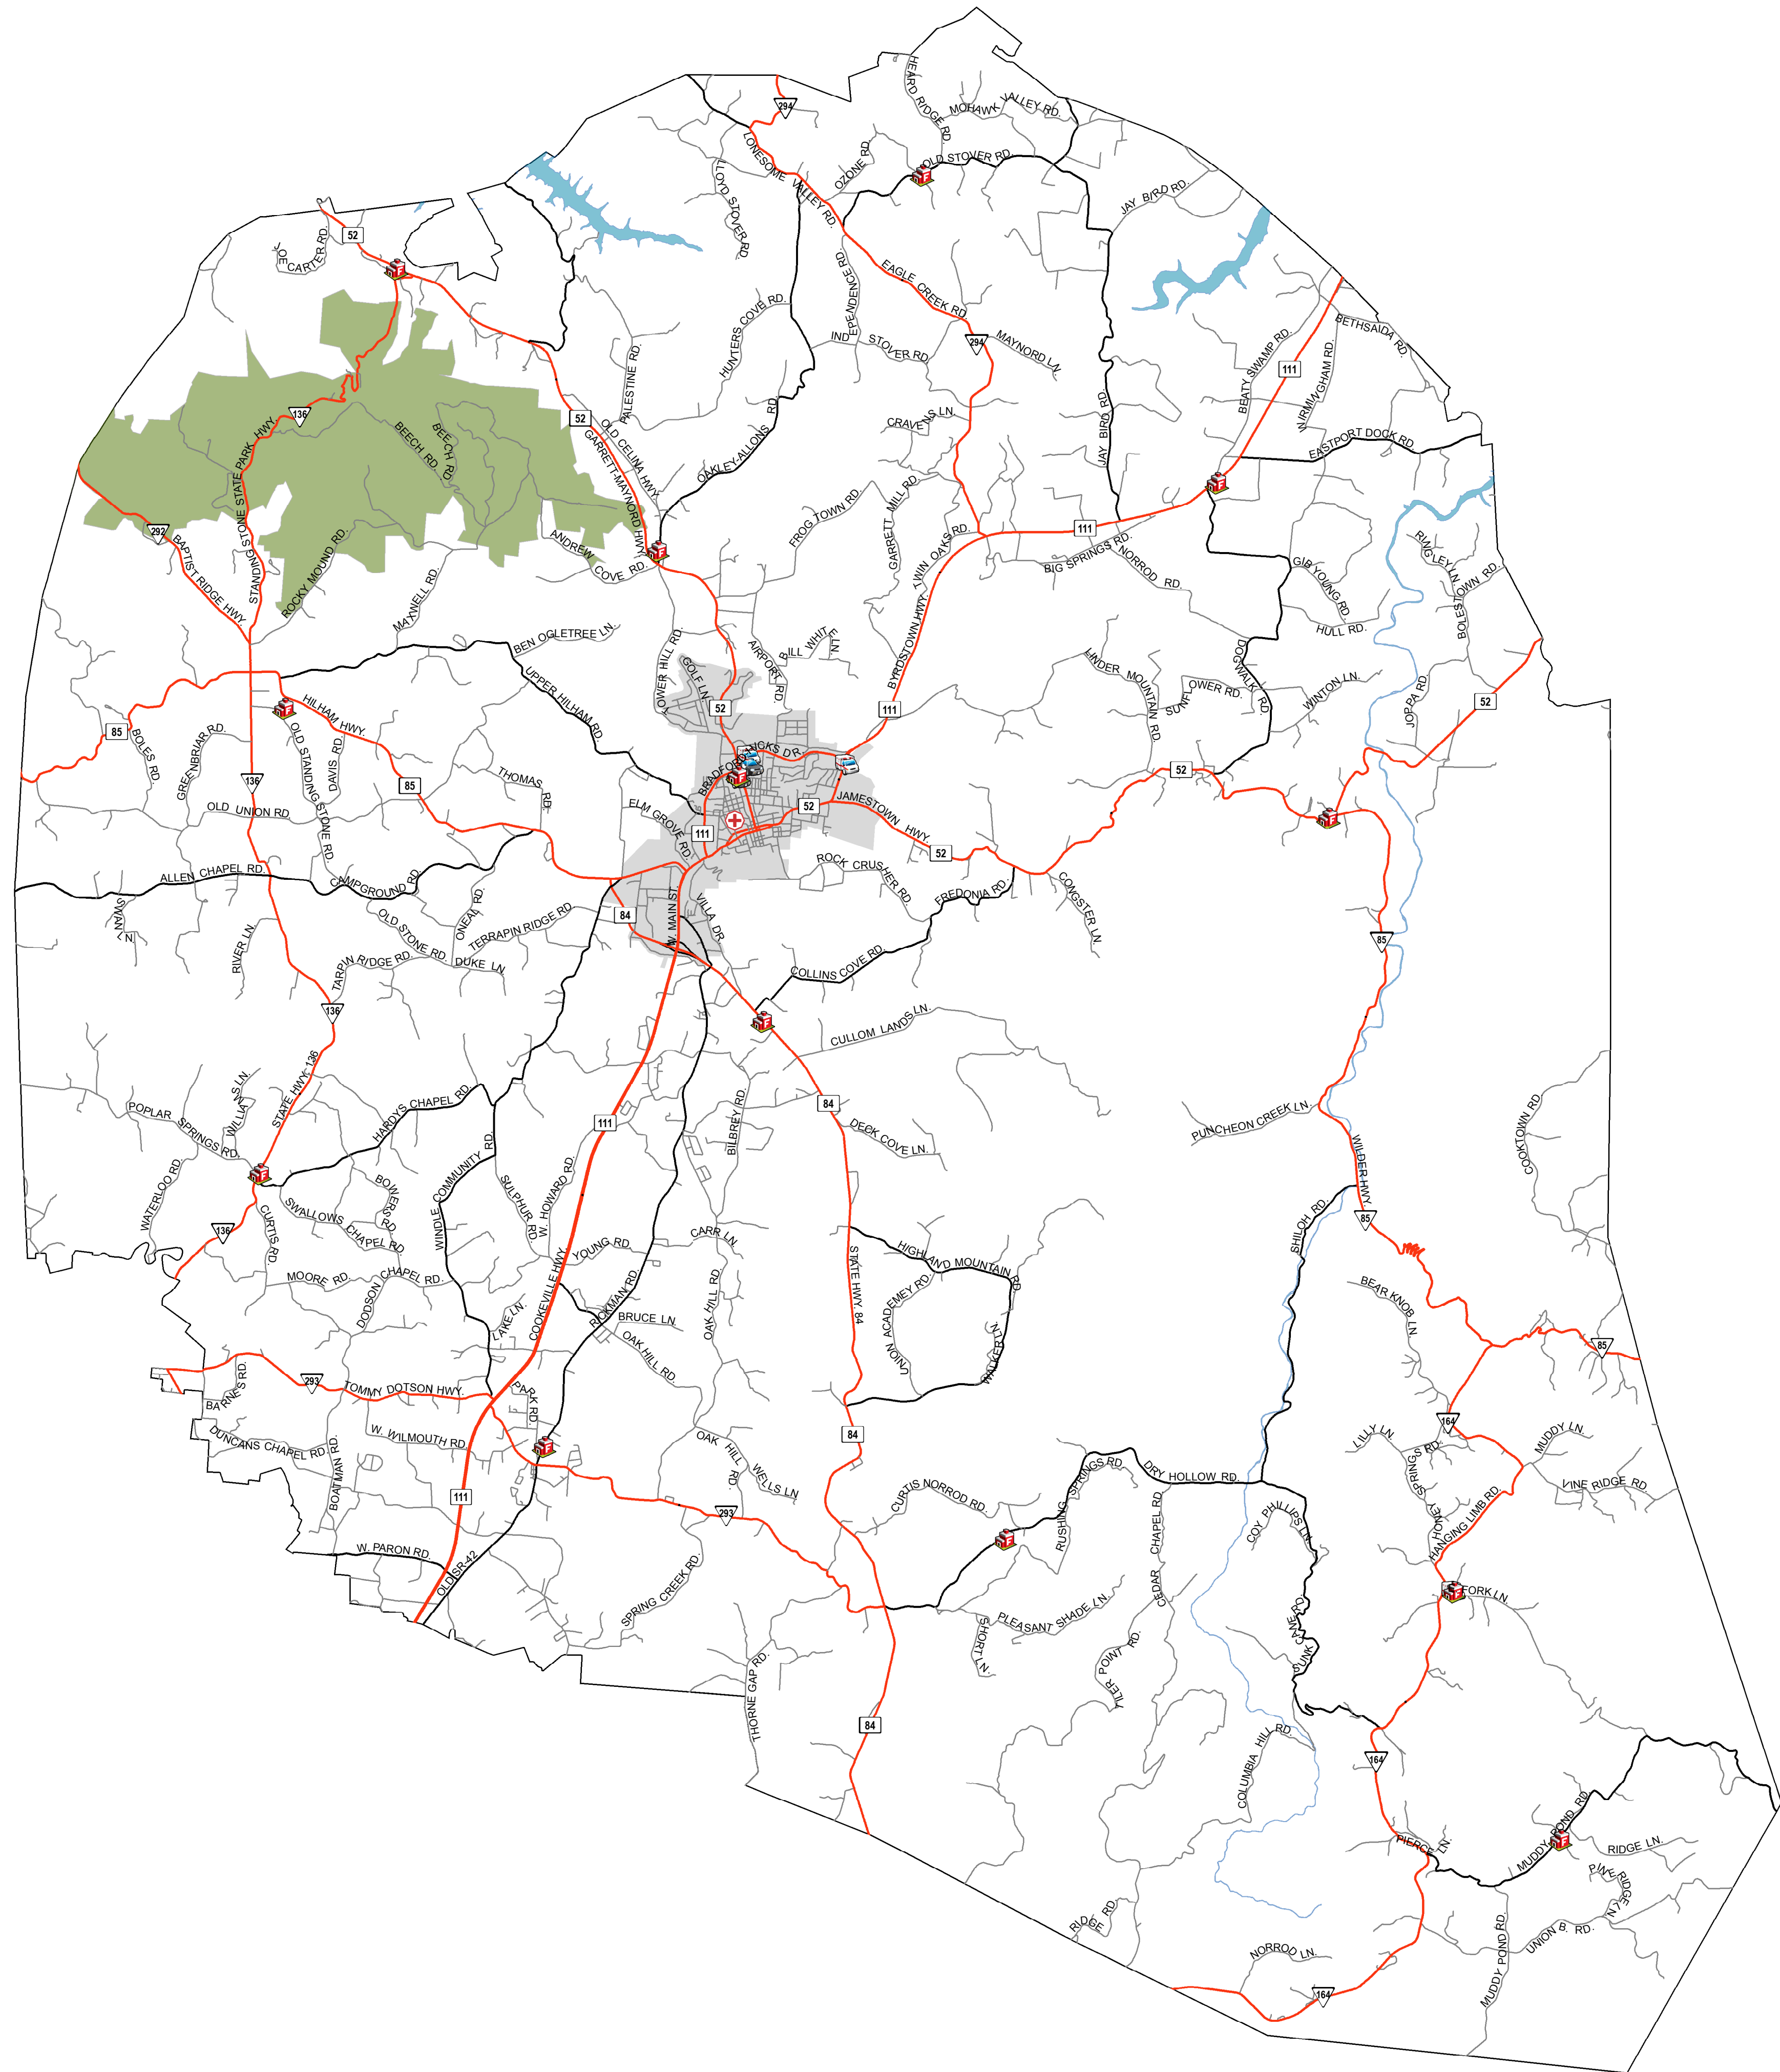 HEARD RIDGE RD.
MOHAWK VALLEY RD.
294
LONESOME VALLEY RD.
OZONE RD.
OLD STOVER RD.
LLOYD STOVER RD
JAY BIRD RD.
52
JOE CARTER RD.
EAGLE CREEK RD.
INDEPENDENCE RD.
HUNTERS COVE RD.
STOVER RD.
294
MAYNORD LN.
BETHSAIDA RD.
BEATY SWAMP RD.
111
PALESTINE RD.
136
52
OLD CELINA HWY.
GARRETT-MAYNORD HWY.
OAKLEY-ALLONS RD.
CRAVENS LN.
JAY BIRD RD.
EASTPORT DOCK RD
BEECH RD.
BEECH RD
STANDING STONE STATE PARK HWY.
292
BAPTIST RIDGE HWY.
ROCKY MOUND RD.
ANDREW COVE RD.
FROG TOWN RD.
GARRETT MILL RD.
TWIN OAKS RD.
111
BIG SPRINGS RD.
NORROD RD.
GIB YOUNG RD.
HULL RD.
RINGLEY LN.
BOLESTOWN RD.
MAXWELL RD.
BEN OGLETREE LN.
UPPER HILHAM RD.
TOWER HILL RD.
GOLF LN.
AIRPORT RD.
BILL WHITE LN.
BYRDSTOWN HWY.
LINDER MOUNTAIN RD.
SUNFLOWER RD.
DOG WALK RD.
WINTON LN.
JOPPA RD
52
HILHAM HWY.
52
111
85
BOLES RD.
GREENBRIAR RD.
OLD STANDING STONE RD.
DAVIS RD.
136
85
THOMAS RD.
HICKS DR.
BRADFORD
52
OLD UNION RD.
ELM GROVE RD.
111
52
JAMESTOWN HWY.
52
ROCK CRUSHER RD.
FREDONIA RD.
CONGSTER LN.
ALLEN CHAPEL RD.
CAMPGROUND RD.
SWAN LN.
ONEAL RD.
84
W. MAIN ST.
VILLA DR
RIVER LN.
OLD STONE RD.
TERRAPIN RIDGE RD.
TARPIN RIDGE RD.
DUKE LN
85
COLLINS COVE RD.
136
CULLOM LANDS LN.
STATE HWY. 136
POPLAR SPRINGS RD.
HARDYS CHAPEL RD.
111
84
BILBREY RD.
DECK COVE LN.
PUNCHEON CREEK LN.
COOKTOWN RD.
WILDER HWY.
WATERLOO RD.
BOWERS RD.
WINDLE COMMUNITY RD.
SULPHUR RD.
W. HOWARD RD.
136
CURTIS RD.
SWALLOWS CHAPEL RD.
YOUNG RD.
CARR LN.
HIGHLAND MOUNTAIN RD.
SHILOH RD.
85
MOORE RD.
DODSON CHAPEL RD.
LAKE LN.
COOKEVILLE HWY.
RICKMAN RD.
BRUCE LN.
OAK HILL RD.
OAK HILL RD.
STATE HWY. 84
UNION ACADEMEY RD.
WALKER LN.
BEAR KNOB LN.
85
293
BARNES RD.
TOMMY DOTSON HWY.
PARK RD.
DUNCANS CHAPEL RD.
W. WILMOUTH RD.
BOATMAN RD.
OAK HILL RD.
WELLS LN
84
164
LILLY LN.
HONEY SPRINGS RD.
MUDDY LN.
VINE RIDGE RD
111
293
CURTIS NORROD RD.
RUSHING SPRINGS RD.
DRY HOLLOW RD.
COY PHILLIPS LN.
HANGING LIMB RD.
W. PARON RD.
OLD SR-42
SPRING CREEK RD.
CEDAR CHAPEL RD
FORK LN.
PLEASANT SHADE LN.
SHORT LN.
TILER POINT RD.
SUNK CANE RD.
THORNE GAP RD.
84
COLUMBIA HILL RD.
164
PIERCE LN.
MUDDY POND RD
RIDGE LN.
PINE RIDGE LN
RIDGE RD
NORROD LN.
MUDDY POND RD.
UNION B. RD.
164